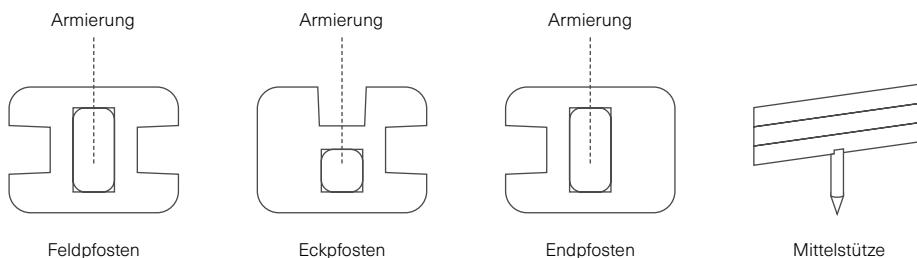 Armierung Armierung Armierung
Feldpfosten Eckpfosten Endpfosten Mittelstütze